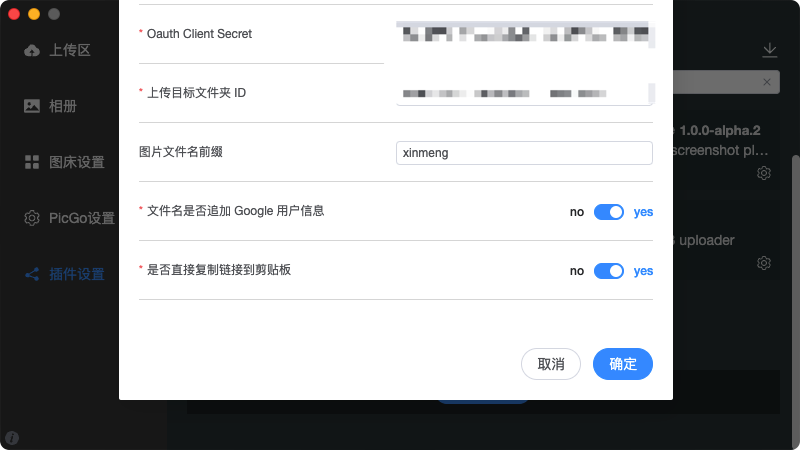 * Oauth Client Secret
上传区
* 上传目标文件夹 ID
相册
1.0.0-alpha.2
图片文件名前缀
xinmeng
screenshot pl...
图床设置
PicGo设置
* 文件名是否追加 Google 用户信息
no
yes
uploader
插件设置
* 是否直接复制链接到剪贴板
no
yes
取消
确定